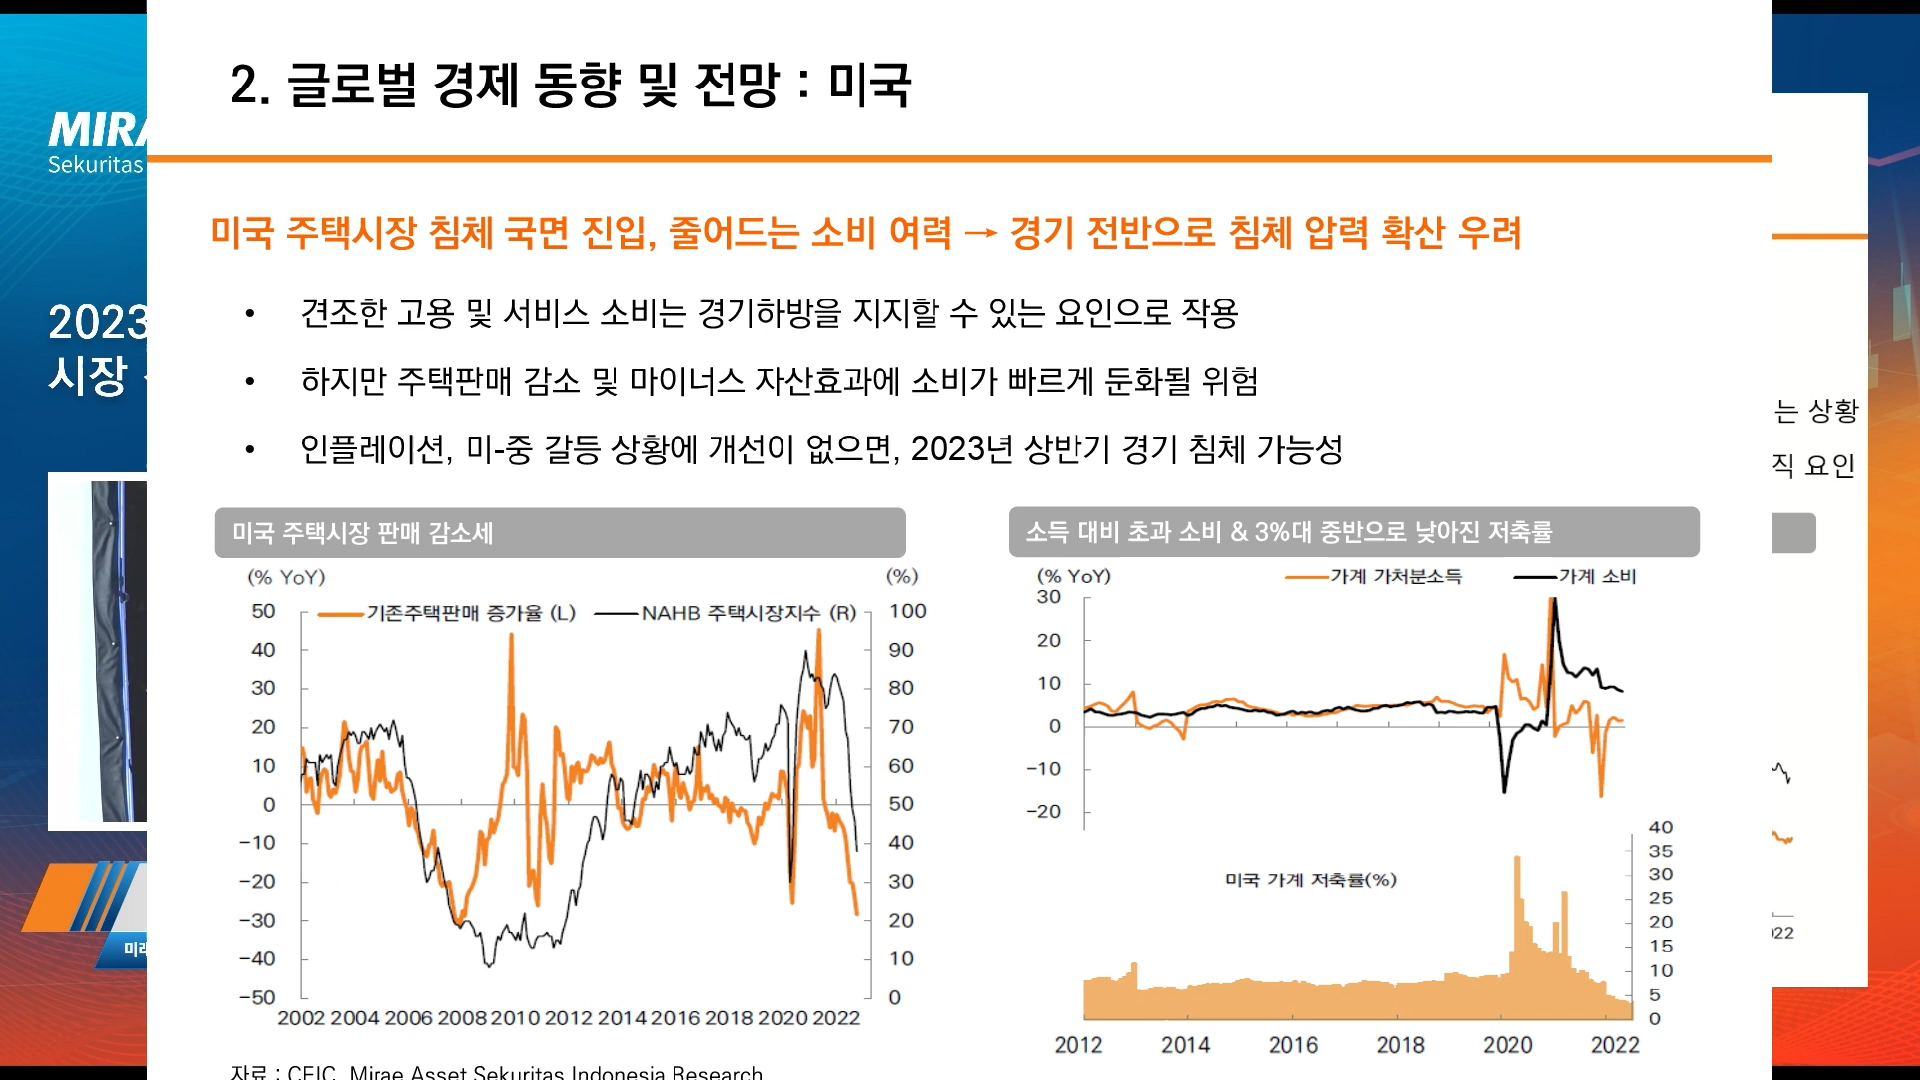 2. 글로벌 경제 동향 및 전망 : 미국
Sekuritas
2023
시장
미국 주택시장 침체 국면 진입, 줄어드는 소비 여력 → 경기 전반으로 침체 압력 확산 우려
• 견조한 고용 및 서비스 소비는 경기하방을 지지할 수 있는 요인으로 작용
• 하지만 주택판매 감소 및 마이너스 자산효과에 소비가 빠르게 둔화될 위험
• 인플레이션, 미-중 갈등 상황에 개선이 없으면, 2023년 상반기 경기 침체 가능성
는 상황
직 요인
미국 주택시장 판매 감소세
(% YoY)
(%)
기존주택판매 증가율 (L)
NAHB 주택시장지수 (R)
50
40
30
20
10
0
−10
−20
−30
−40
−50
100
90
80
70
60
50
40
30
20
10
0
2002 2004 2006 2008 2010 2012 2014 2016 2018 2020 2022
소득 대비 초과 소비 & 3%대 중반으로 낮아진 저축률
(% YoY)
가계 가처분소득
가계 소비
30
20
10
0
−10
−20
미국 가계 저축률(%)
40
35
30
25
20
15
10
5
0
2012 2014 2016 2018 2020 2022
자료 : CEIC, Mirae Asset Sekuritas Indonesia Research